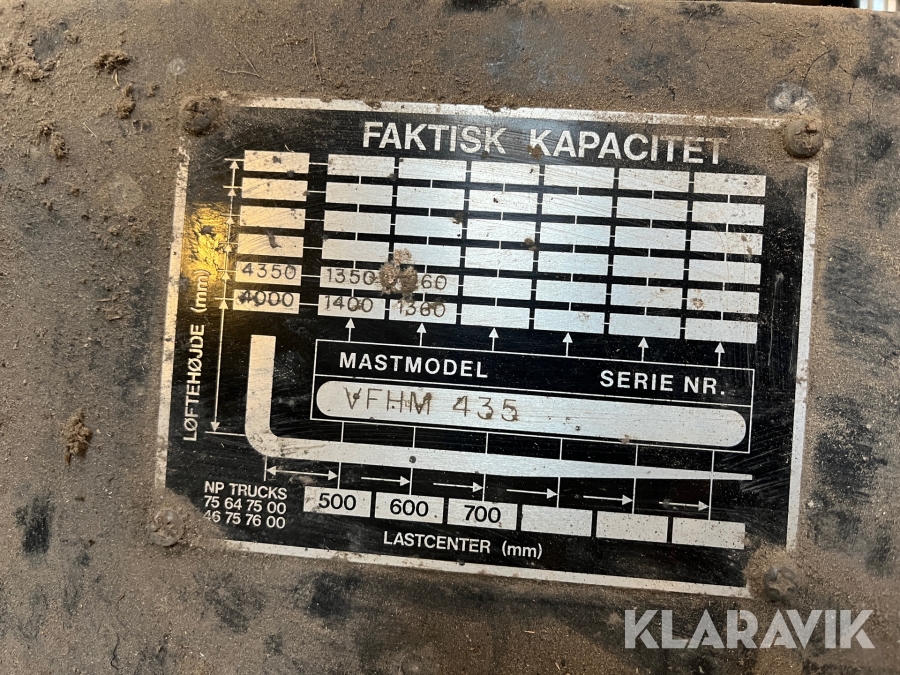 FAKTISK KAPACITET
LØFTEHØJDE (mm)
4350 1350
4000 1400 1360
MASTMODEL SERIE NR.
VFHM 435
NP TRUCKS
75 64 75 00
46 75 76 00
500 600 700
LASTCENTER (mm)
KLARAVIK